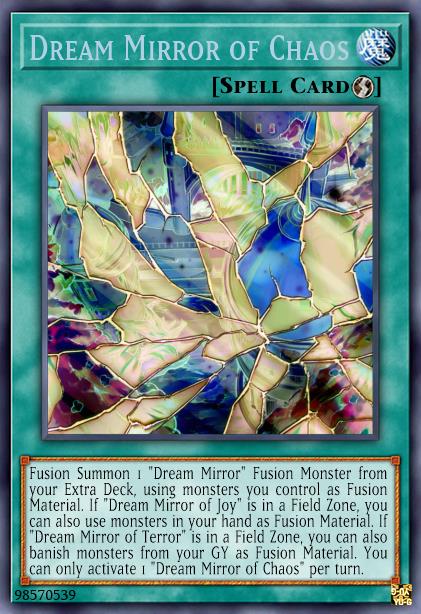 Dream Mirror of Chaos
魔
[Spell Card]
Fusion Summon 1 "Dream Mirror" Fusion Monster from
your Extra Deck, using monsters you control as Fusion
Material. If "Dream Mirror of Joy" is in a Field Zone, you
can also use monsters in your hand as Fusion Material. If
"Dream Mirror of Terror" is in a Field Zone, you can also
banish monsters from your GY as Fusion Material. You
can only activate 1 "Dream Mirror of Chaos" per turn.
98570539